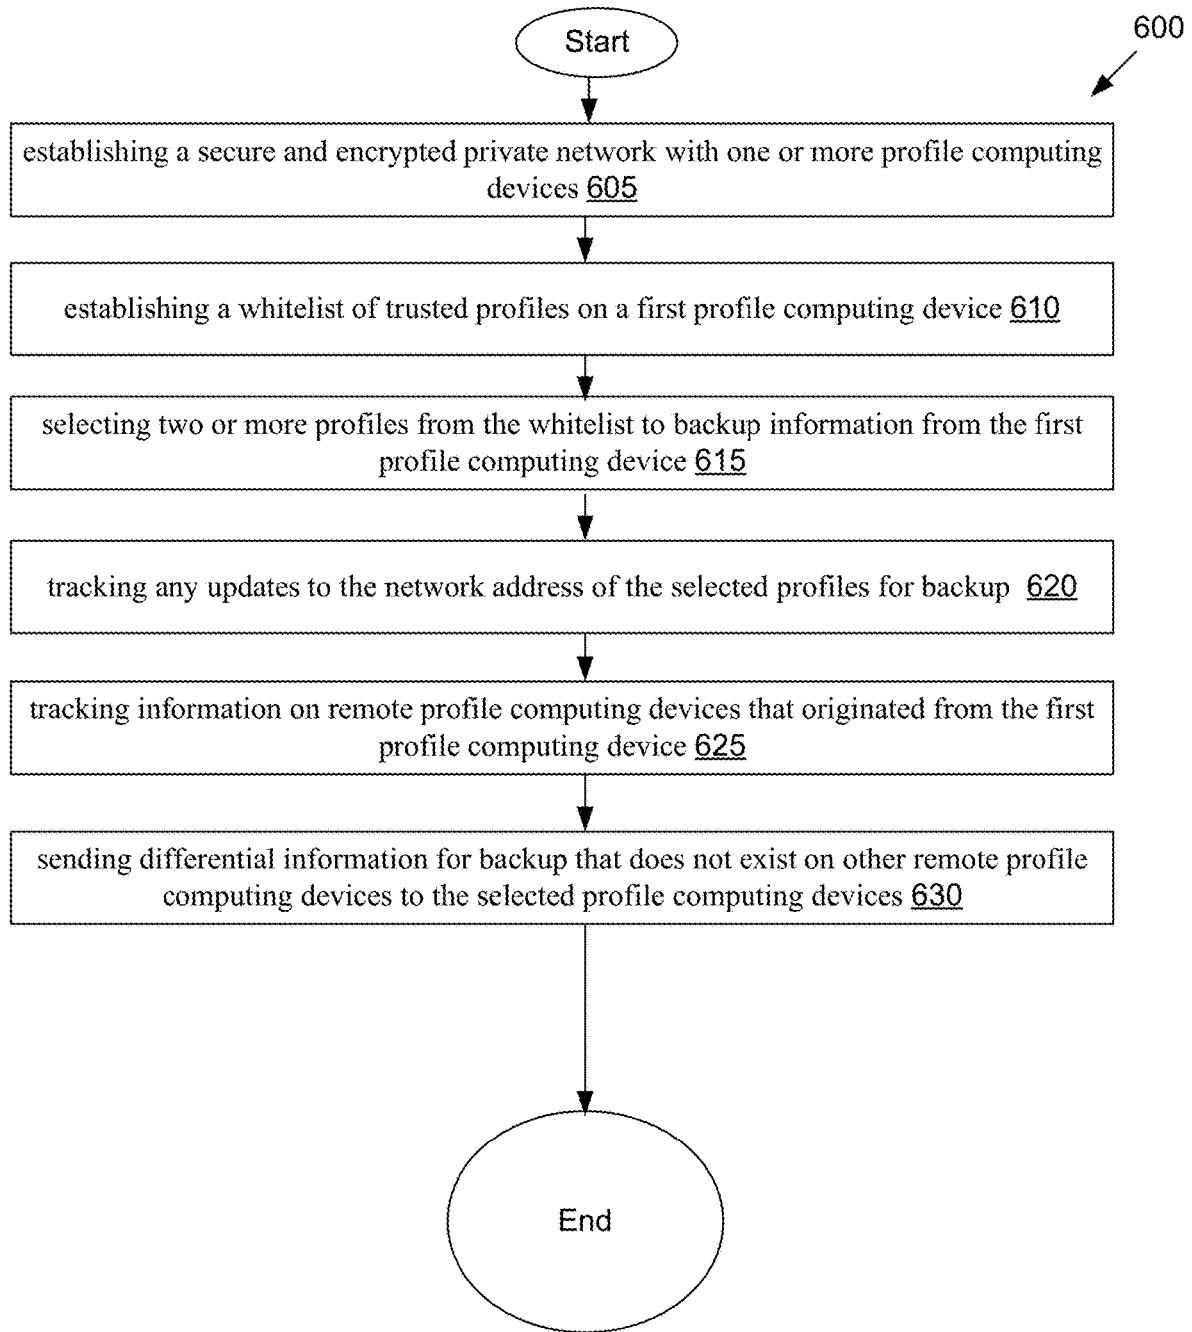 Start
600
establishing a secure and encrypted private network with one or more profile computing
devices 605
establishing a whitelist of trusted profiles on a first profile computing device 610
selecting two or more profiles from the whitelist to backup information from the first
profile computing device 615
tracking any updates to the network address of the selected profiles for backup 620
tracking information on remote profile computing devices that originated from the first
profile computing device 625
sending differential information for backup that does not exist on other remote profile
computing devices to the selected profile computing devices 630
End